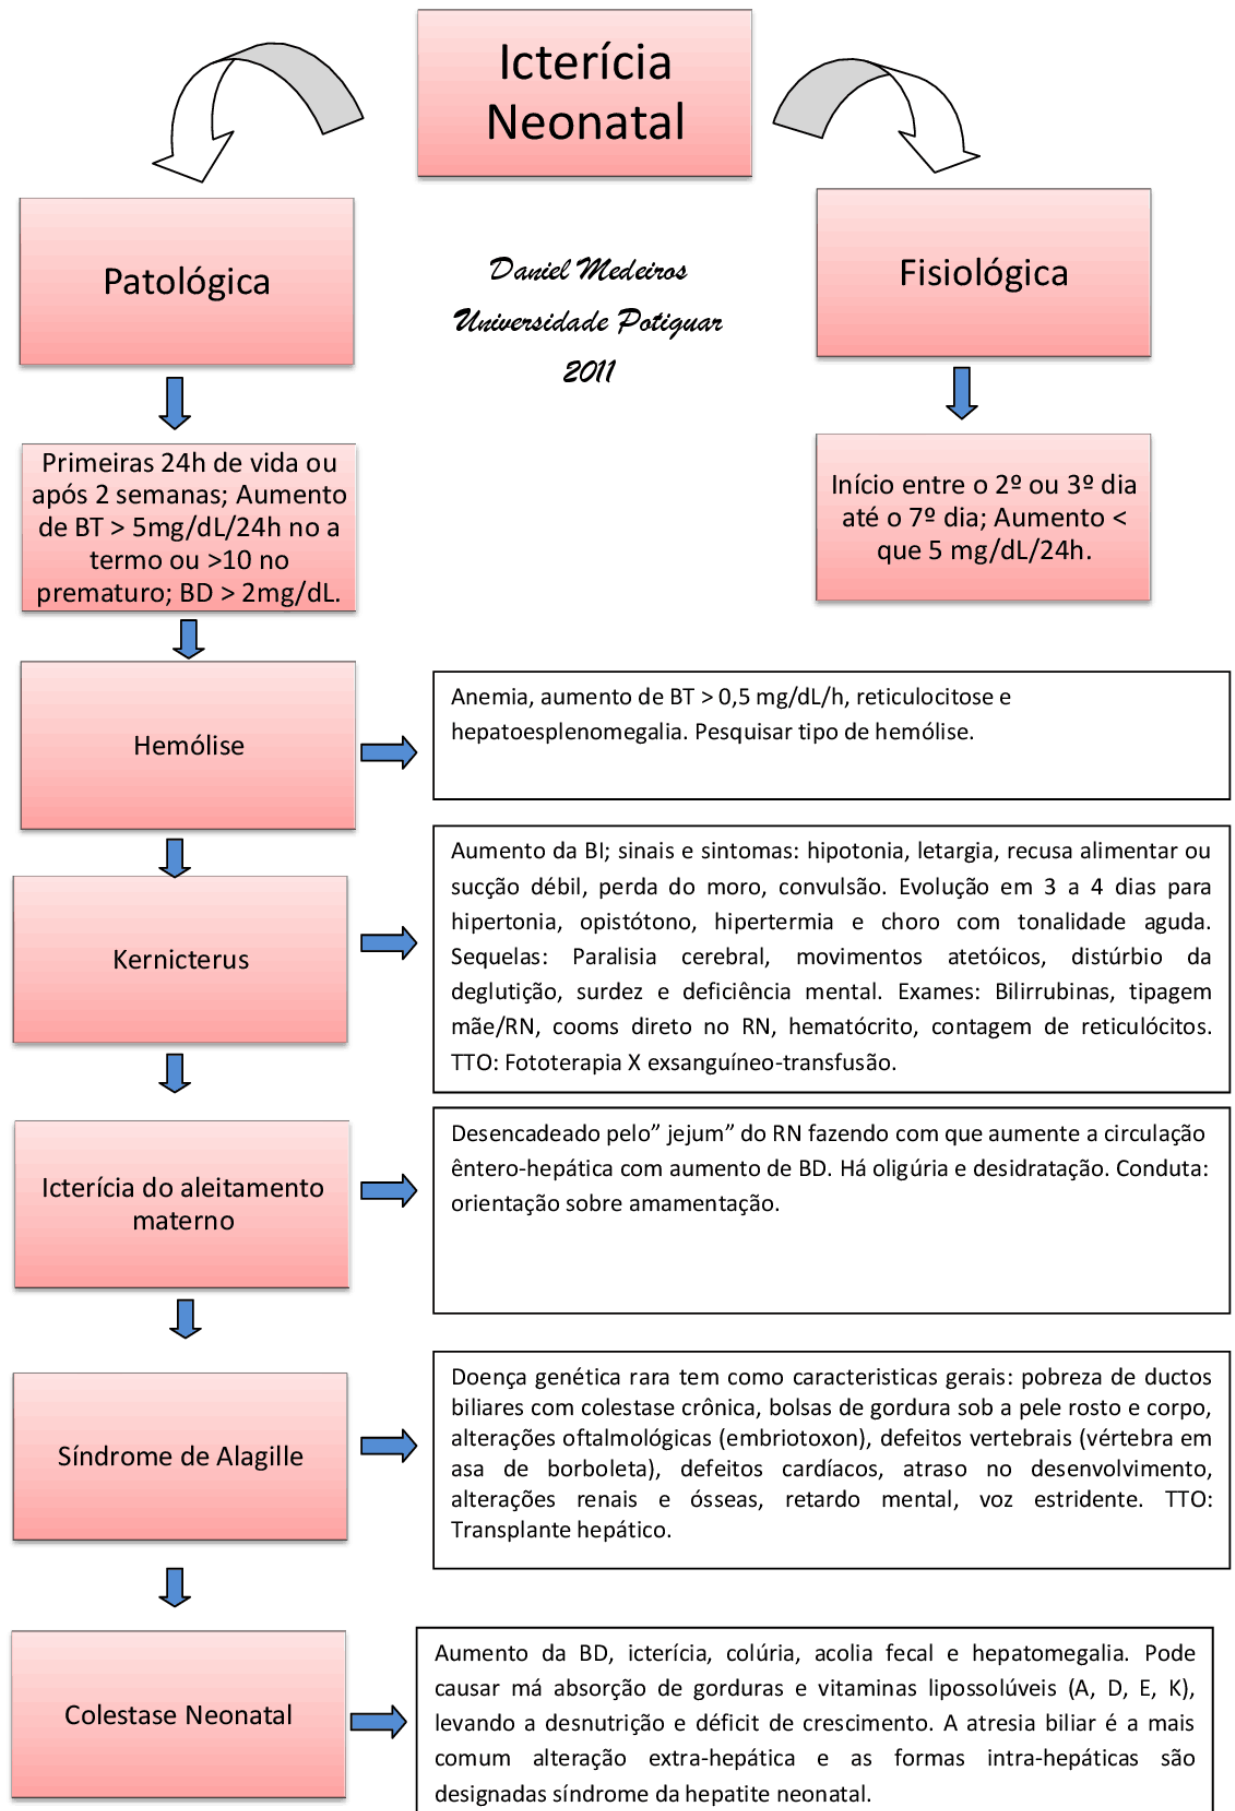 Icterícia
Neonatal
Patológica
Daniel Medeiros
Universidade Potiguar
2011
Fisiológica
Primeiras 24h de vida ou
após 2 semanas; Aumento
de BT > 5mg/dL/24h no a
termo ou >10 no
prematuro; BD > 2mg/dL.
Início entre o 2º ou 3º dia
até o 7º dia; Aumento <
que 5 mg/dL/24h.
Hemólise
Anemia, aumento de BT > 0,5 mg/dL/h, reticulocitose e
hepatoesplenomegalia. Pesquisar tipo de hemólise.
Kernicterus
Aumento da BI; sinais e sintomas: hipotonia, letargia, recusa alimentar ou
sucção débil, perda do moro, convulsão. Evolução em 3 a 4 dias para
hipertonia, opistótono, hipertermia e choro com tonalidade aguda.
Sequelas: Paralisia cerebral, movimentos atetóicos, distúrbio da
deglutição, surdez e deficiência mental. Exames: Bilirrubinas, tipagem
mãe/RN, cooms direto no RN, hematócrito, contagem de reticulócitos.
TTO: Fototerapia X exsanguíneo-transfusão.
Icterícia do aleitamento
materno
Desencadeado pelo” jejum” do RN fazendo com que aumente a circulação
êntero-hepática com aumento de BD. Há oligúria e desidratação. Conduta:
orientação sobre amamentação.
Síndrome de Alagille
Doença genética rara tem como caracteristicas gerais: pobreza de ductos
biliares com colestase crônica, bolsas de gordura sob a pele rosto e corpo,
alterações oftalmológicas (embriotoxon), defeitos vertebrais (vértebra em
asa de borboleta), defeitos cardíacos, atraso no desenvolvimento,
alterações renais e ósseas, retardo mental, voz estridente. TTO:
Transplante hepático.
Colestase Neonatal
Aumento da BD, icterícia, colúria, acolia fecal e hepatomegalia. Pode
causar má absorção de gorduras e vitaminas lipossolúveis (A, D, E, K),
levando a desnutrição e déficit de crescimento. A atresia biliar é a mais
comum alteração extra-hepática e as formas intra-hepáticas são
designadas síndrome da hepatite neonatal.